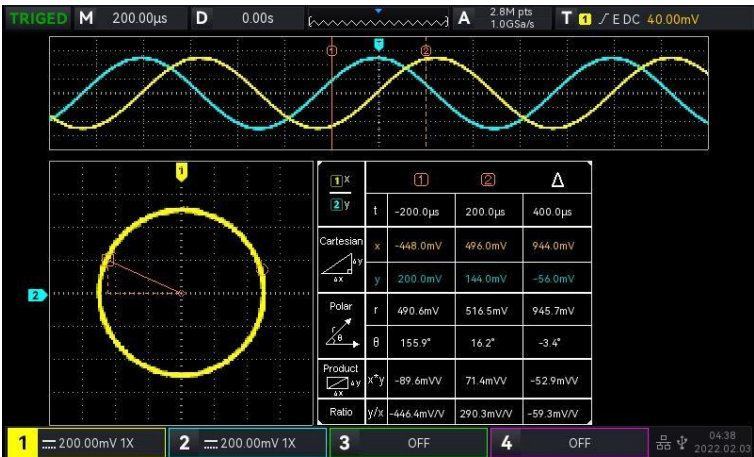 TRIGED M 200.00µs D 0.00s A 2.8M pts 1.0GSa/s T 1 E DC 40.00mV
1 2
1
2
1 x 1 2 Δ
2 y t -200.0µs 200.0µs 400.0µs
Cartesian x -448.0mV 496.0mV 944.0mV
Δy Δx y 200.0mV 144.0mV -56.0mV
Polar r 490.6mV 516.5mV 945.7mV
r θ θ 155.9° 16.2° -3.4°
Product Δy Δx x*y -89.6mVV 71.4mVV -52.9mVV
Ratio y/x -446.4mV/V 290.3mV/V -59.3mV/V
1 200.00mV 1X 2 200.00mV 1X 3 OFF 4 OFF 04:38
2022.02.03